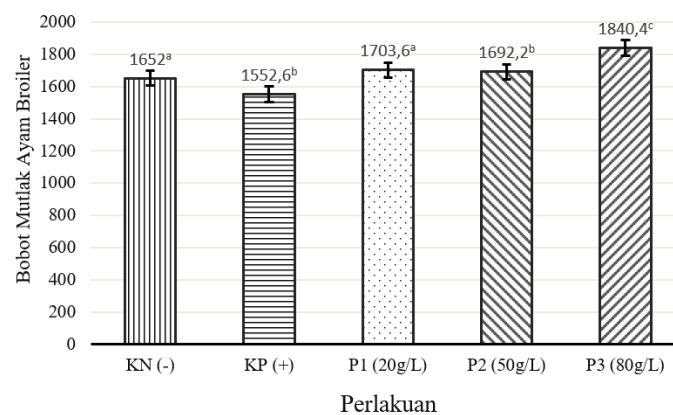 Bobot Mutlak Ayam Broiler
2000
1800
1600
1400
1200
1000
800
600
400
200
0
1652ᵃ
1552,6ᵇ
1703,6ᵃ
1692,2ᵇ
1840,4ᶜ
KN (-)
KP (+)
P1 (20g/L)
P2 (50g/L)
P3 (80g/L)
Perlakuan